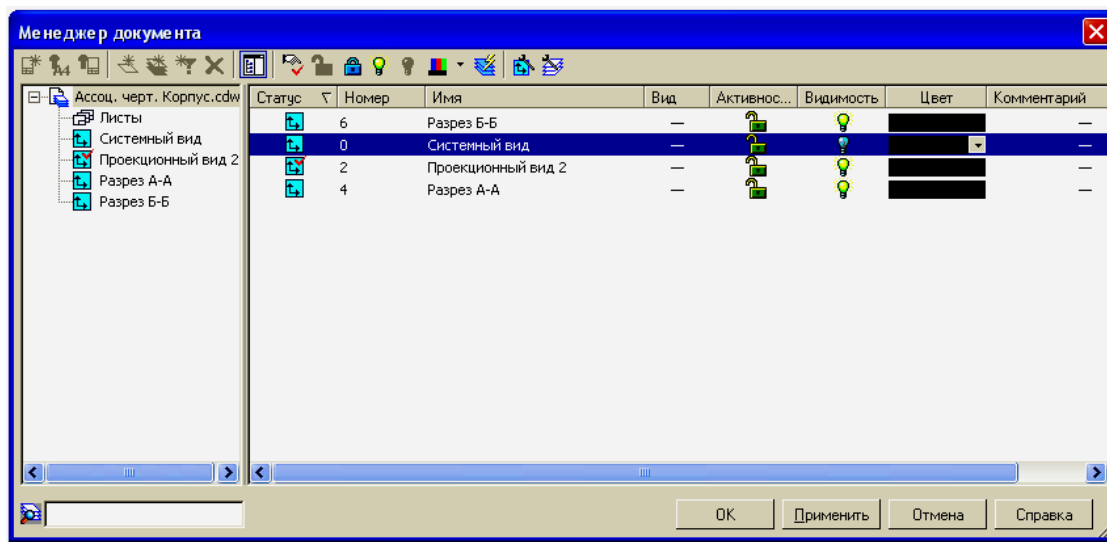 Менеджер документа
Ассоц. черт. Корпус.cdw
Листы
Системный вид
Проекционный вид 2
Разрез А-А
Разрез Б-Б
Статус Номер Имя Вид Активнос... Видимость Цвет Комментарий
6 Разрез Б-Б — —
0 Системный вид — —
2 Проекционный вид 2 — —
4 Разрез А-А — —
OK Применить Отмена Справка